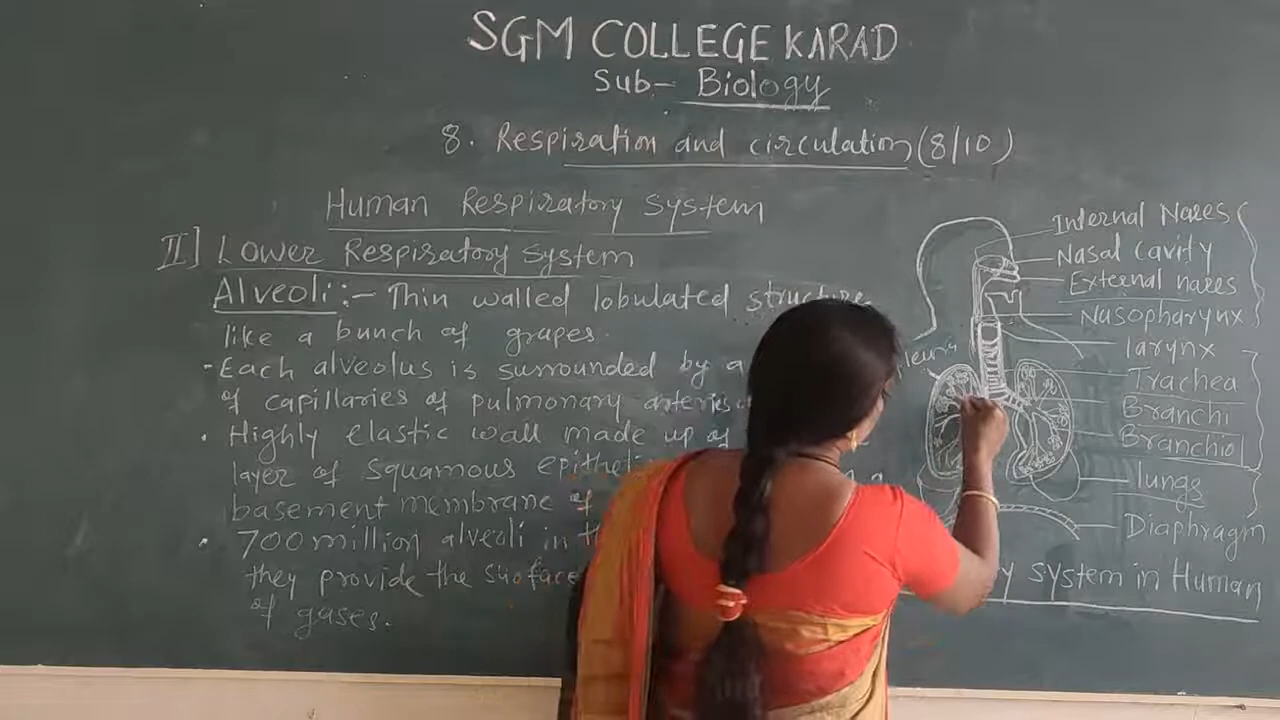 SGM COLLEGE KARAD
Sub- Biology
8. Respiration and circulation (8/10)
Human Respiratory System
II] Lower Respiratory System
Alveoli :- Thin walled lobulated structure
like a bunch of grapes.
- Each alveolus is surrounded by a
of capillaries of pulmonary arteries
• Highly elastic wall made up of
layer of squamous
basement membrane of
• 700 million alveoli in
they provide the surface
of gases.
Internal Nares
Nasal cavity
External nares
Nasopharynx
larynx
Trachea
Branchi
Branchiol
lungs
Diaphragm
system in Human